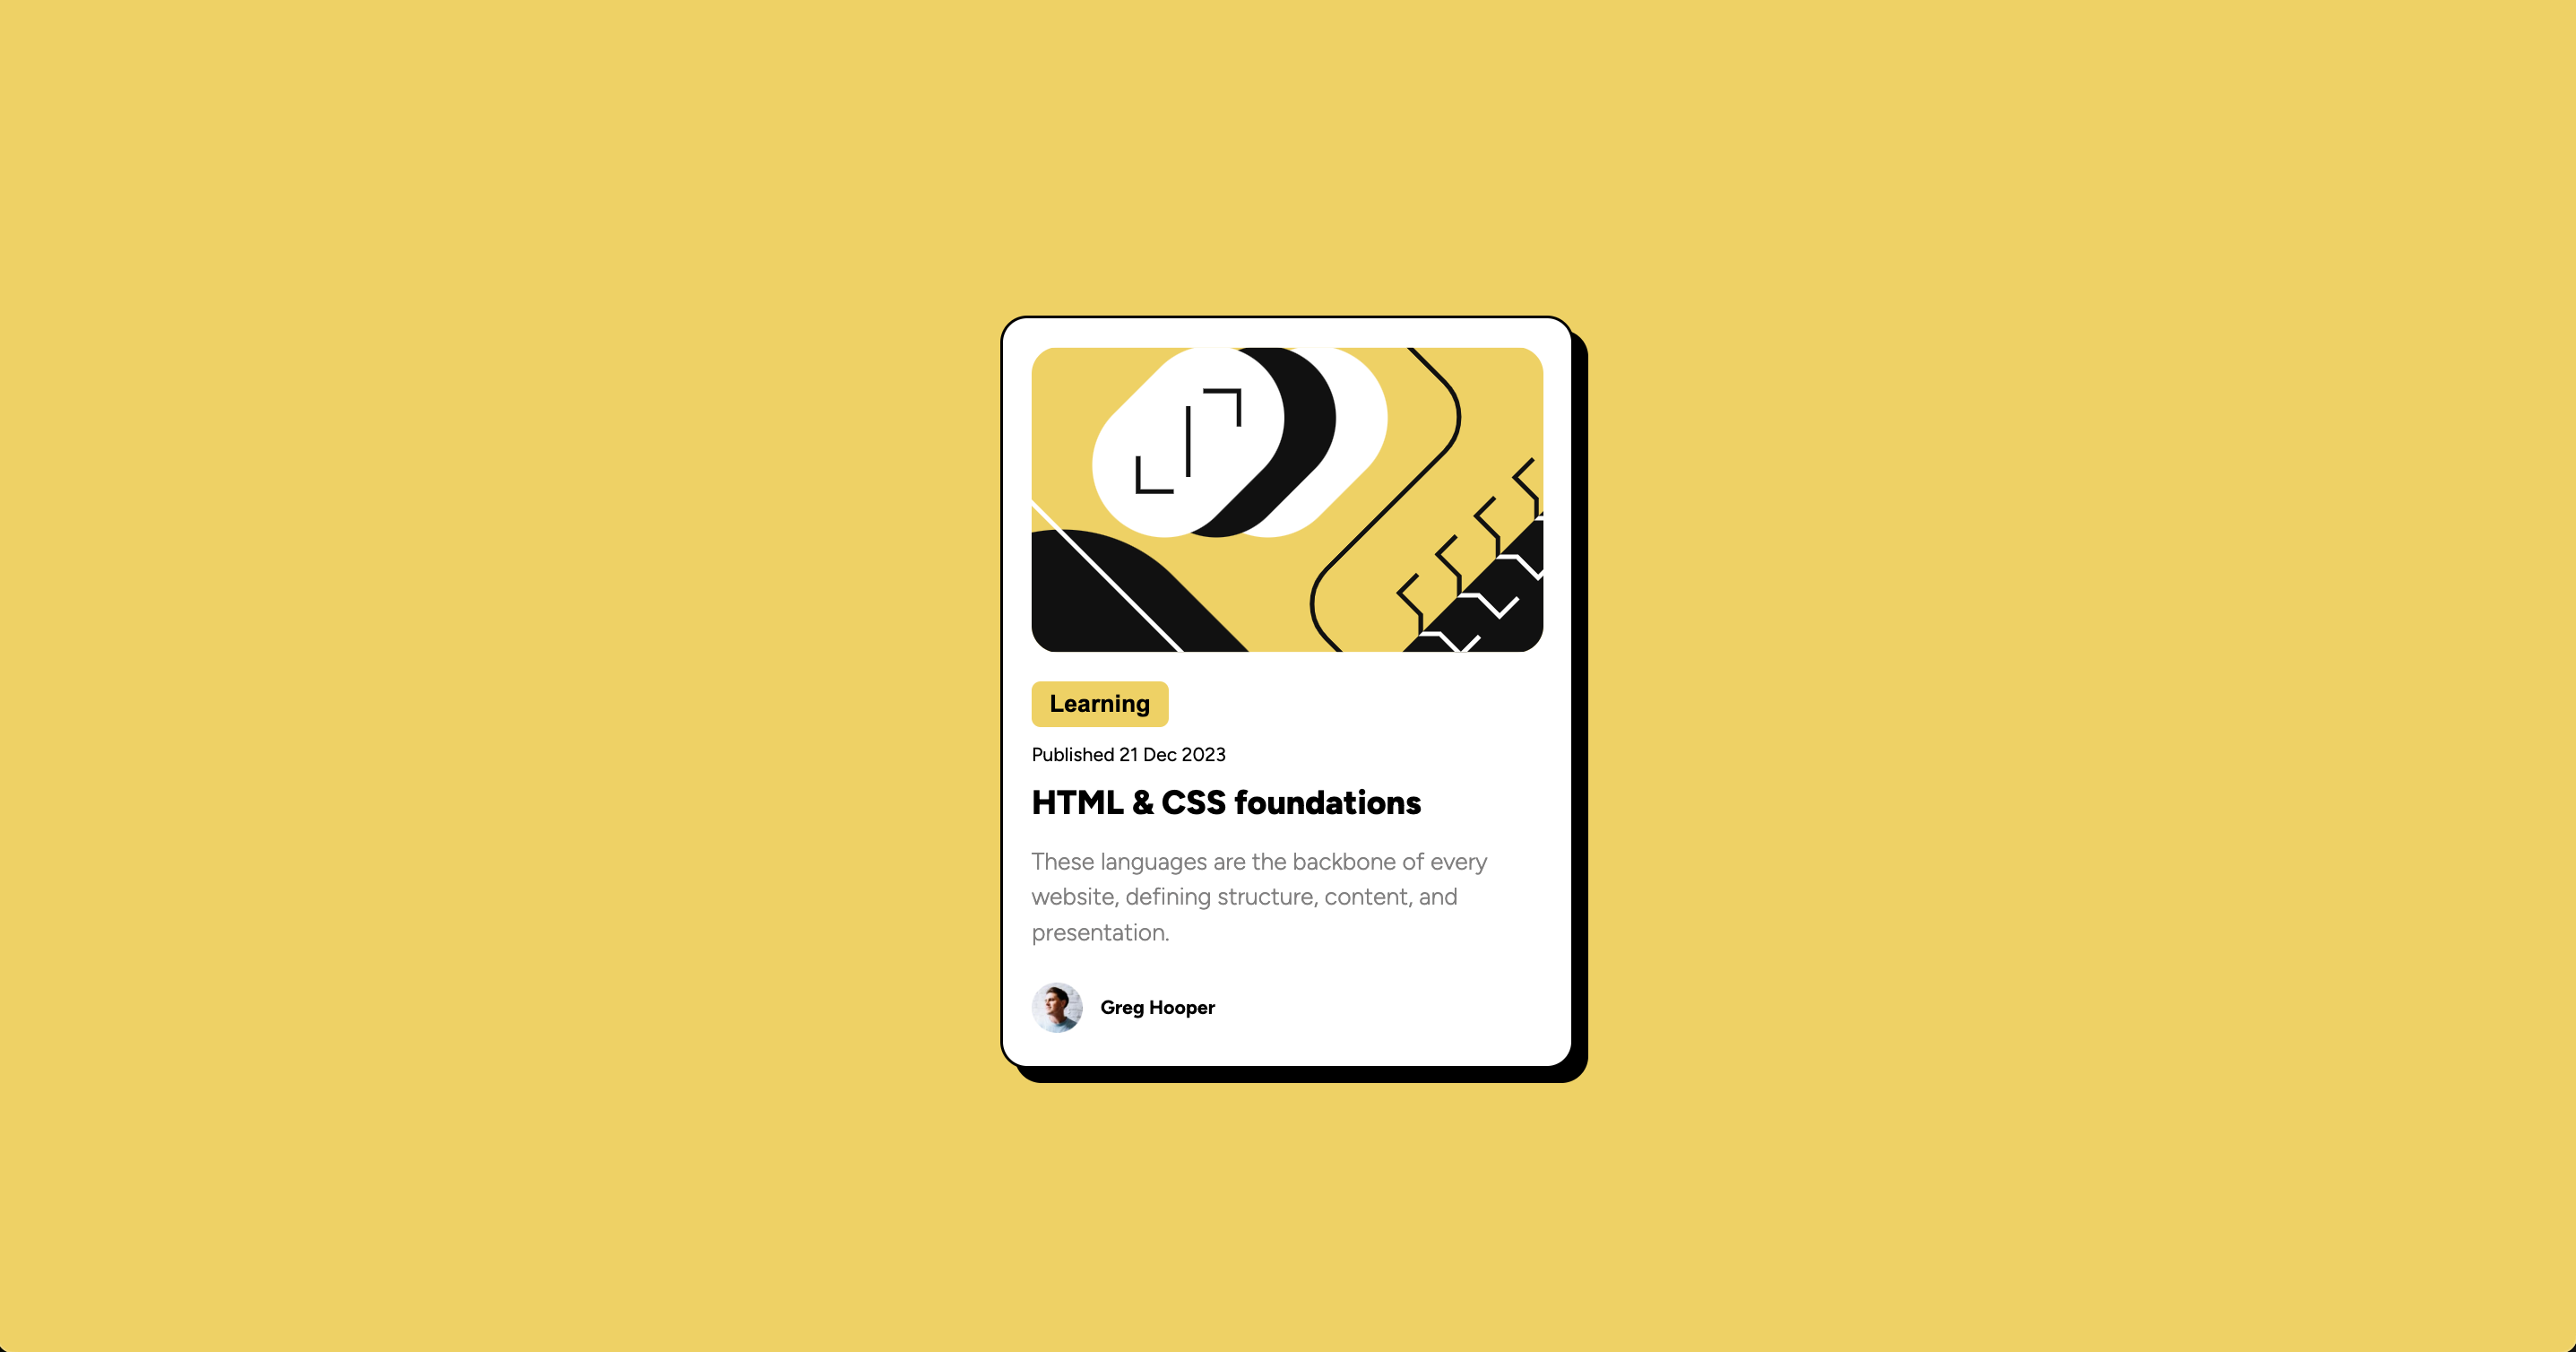 Learning
Published 21 Dec 2023
HTML & CSS foundations
These languages are the backbone of every
website, defining structure, content, and
presentation.
Greg Hooper